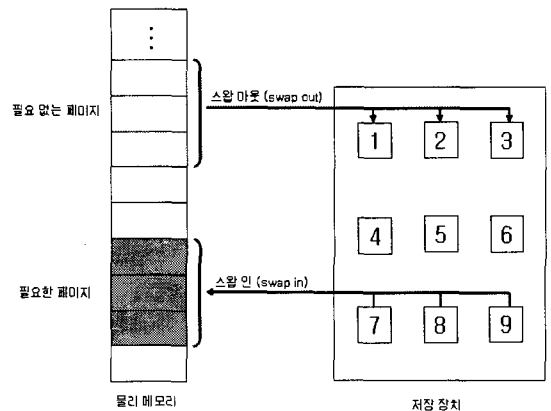 스왑 아웃 (swap out)
필요 없는 페이지
1 2 3
4 5 6
스왑 인 (swap in)
필요한 페이지
7 8 9
물리 메모리
저장 장치